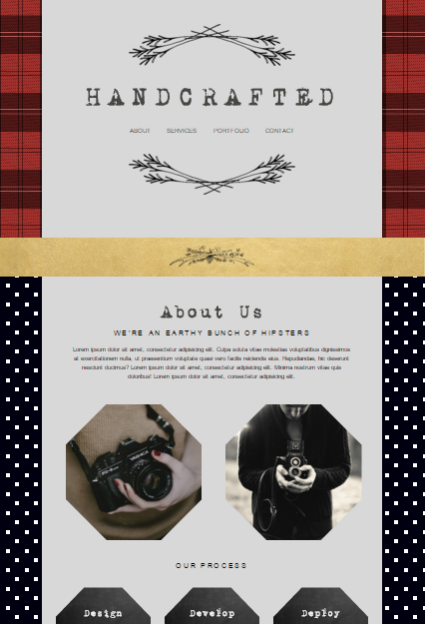 HANDCRAFTED
ABOUT SERVICES PORTFOLIO CONTACT
About Us
WE'RE AN EARTHY BUNCH OF HIPSTERS
Lorem ipsum dolor sit amet, consectetur adipisicing elit. Culpa soluta vitae molestias voluptatibus dignissimos
at exercitationem nulla, ut praesentium voluptate quasi vero facilis reiciendis eius. Repudiandae, hic deserunt
nesciunt ducimus? Lorem ipsum dolor sit amet, consectetur adipisicing elit. Minima nostrum vitae quis
doloribus! Lorem ipsum dolor sit amet, consectetur adipisicing elit.
OUR PROCESS
Design Develop Deploy